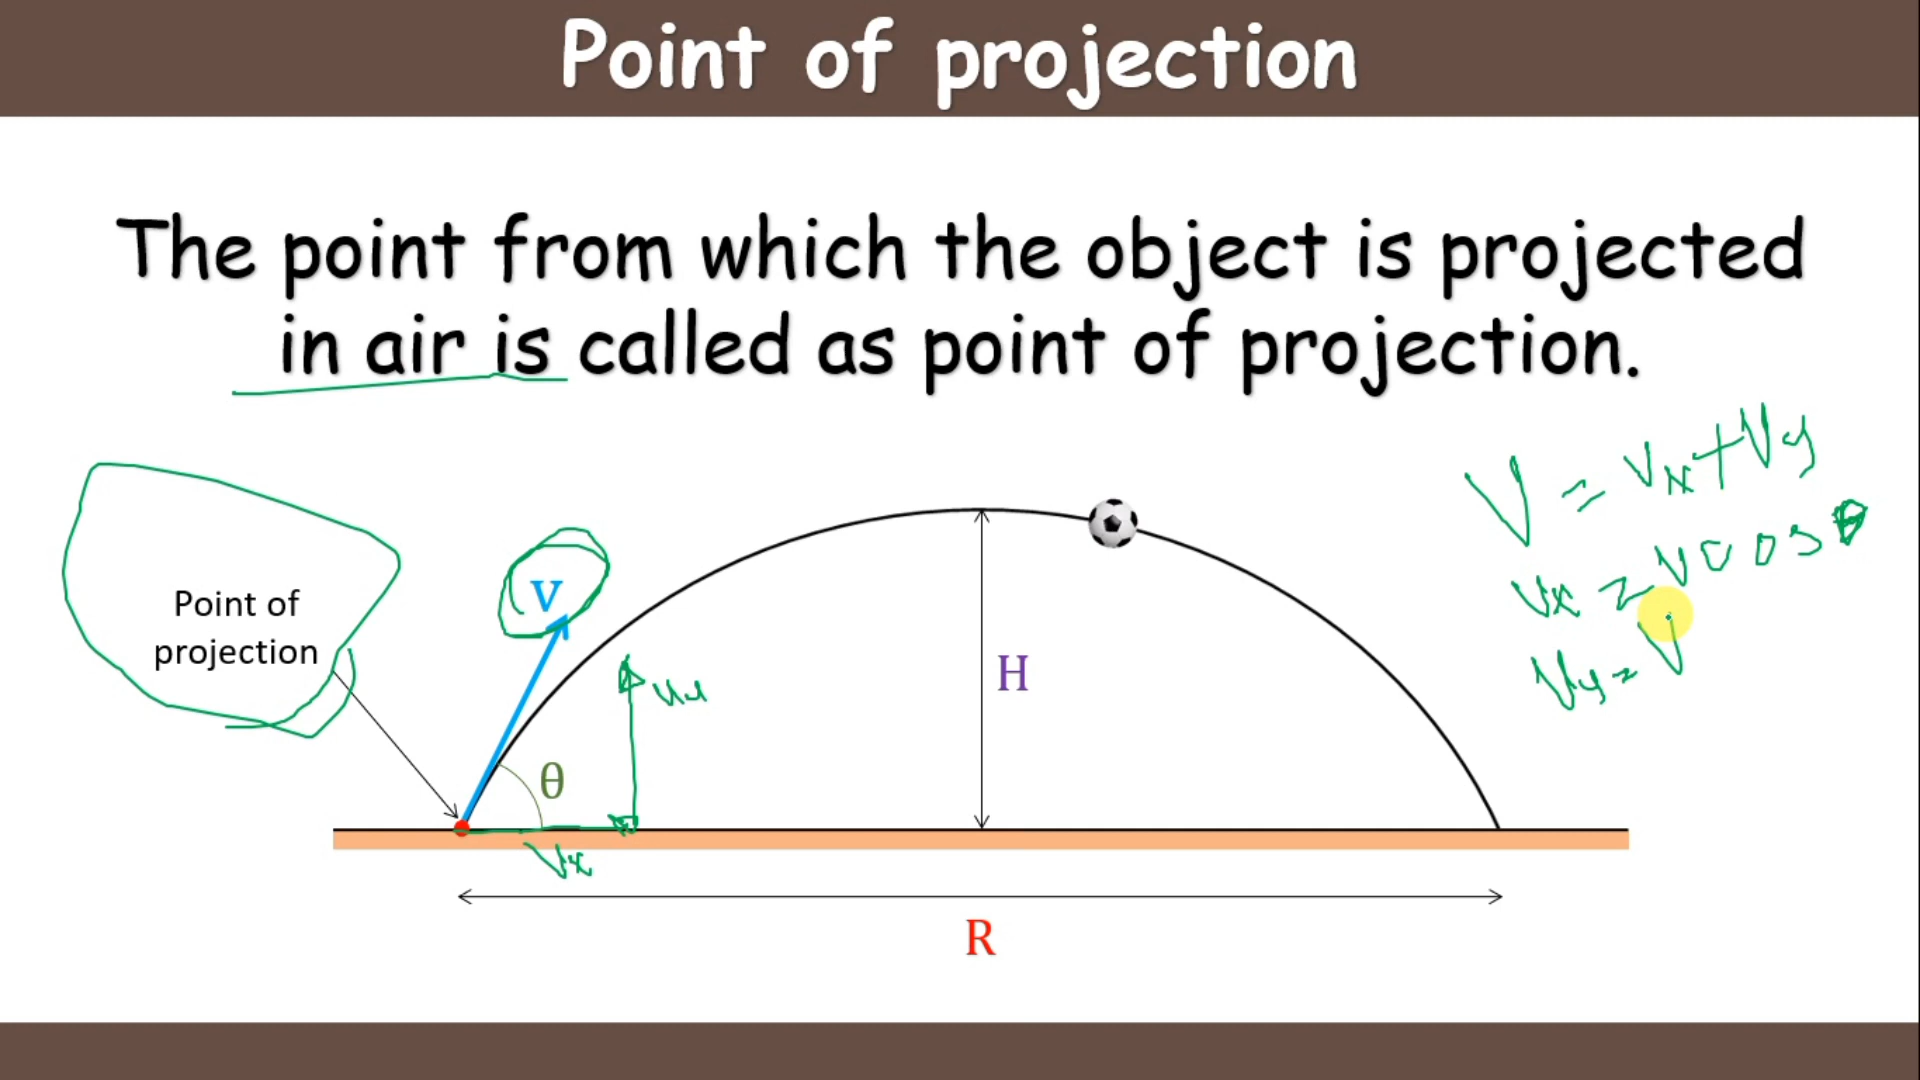 Point of projection
The point from which the object is projected
in air is called as point of projection.
V = Vx + Vy
Vx = V cos θ
Vy = V
Point of
projection
V
H
θ
Vx
R